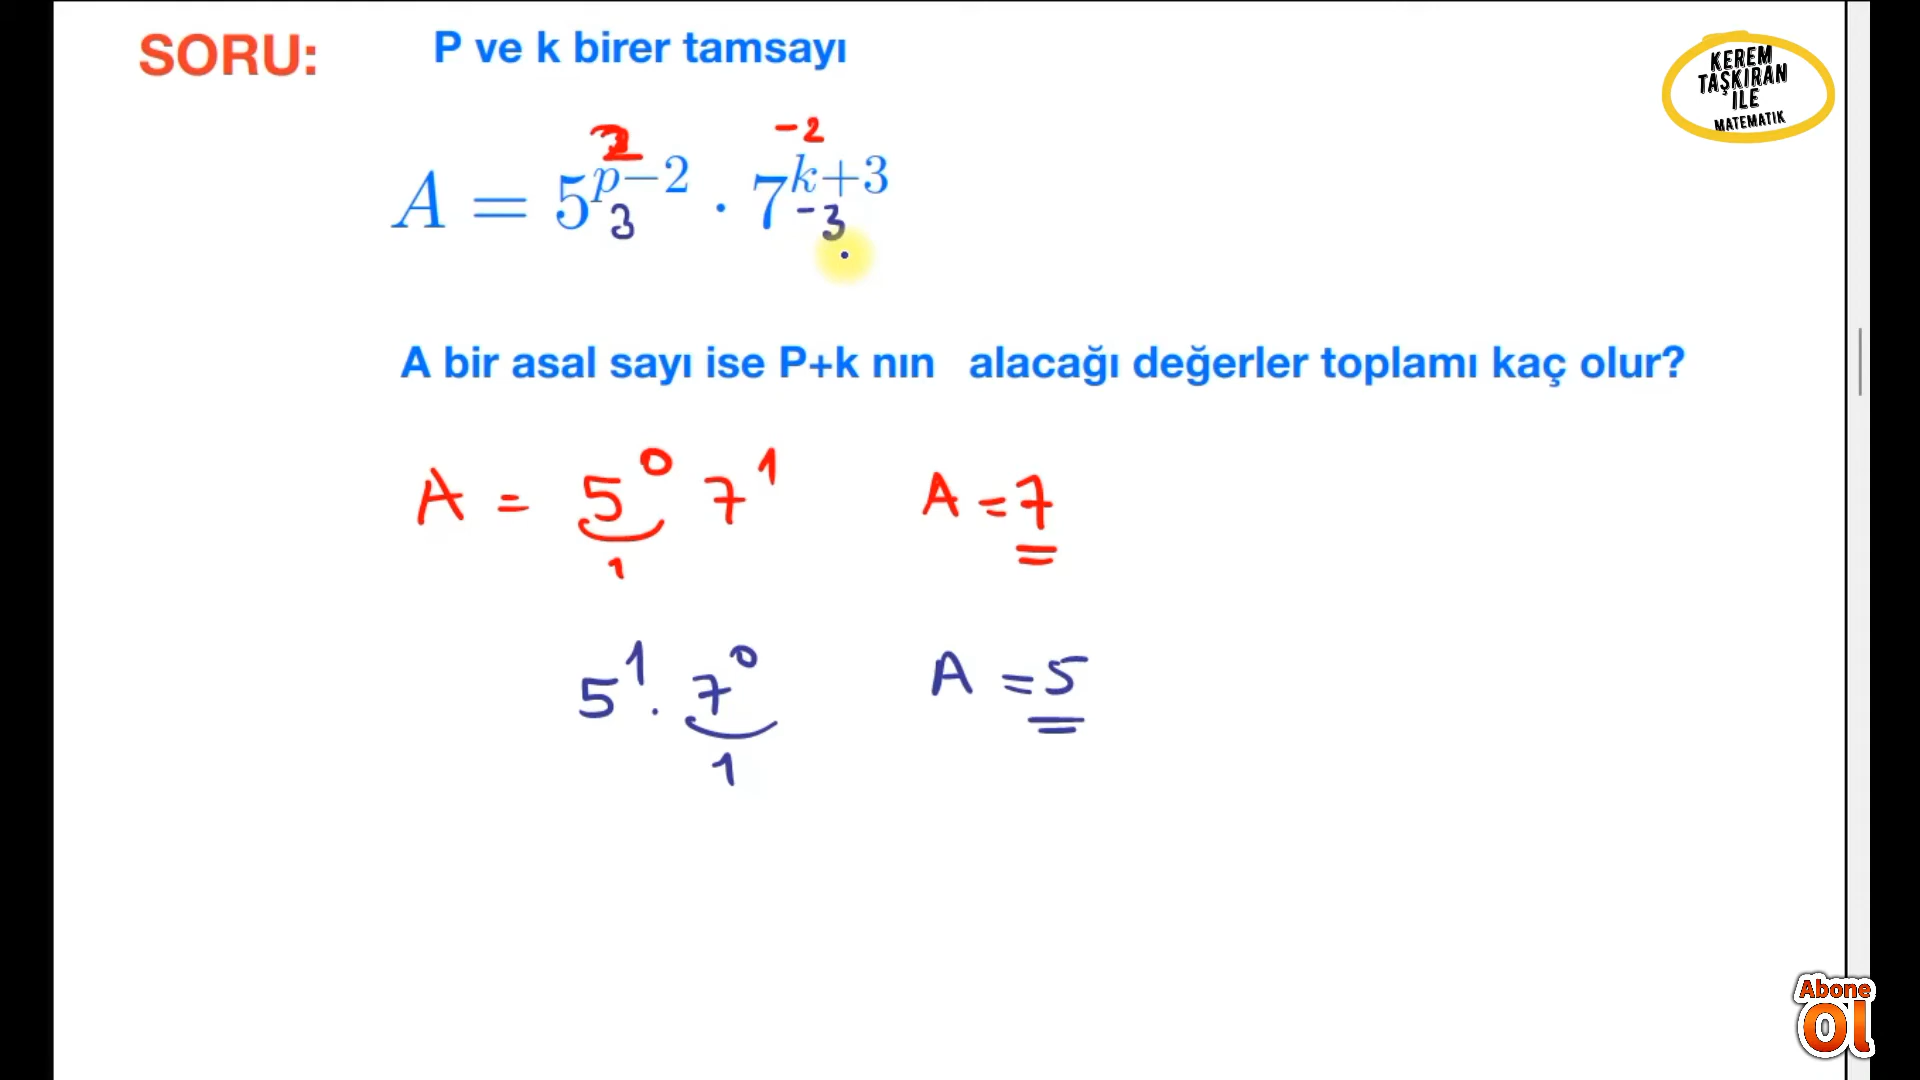 SORU: P ve k birer tamsayı
KEREM
TAŞKIRAN
ILE
MATEMATIK
2 -2
A = 5^{p-2} · 7^{k+3}
3 -3
A bir asal sayı ise P+k nın alacağı değerler toplamı kaç olur?
A = 5^0 7^1 A = 7
1
5^1 . 7^0 A = 5
1
Abone
Ol